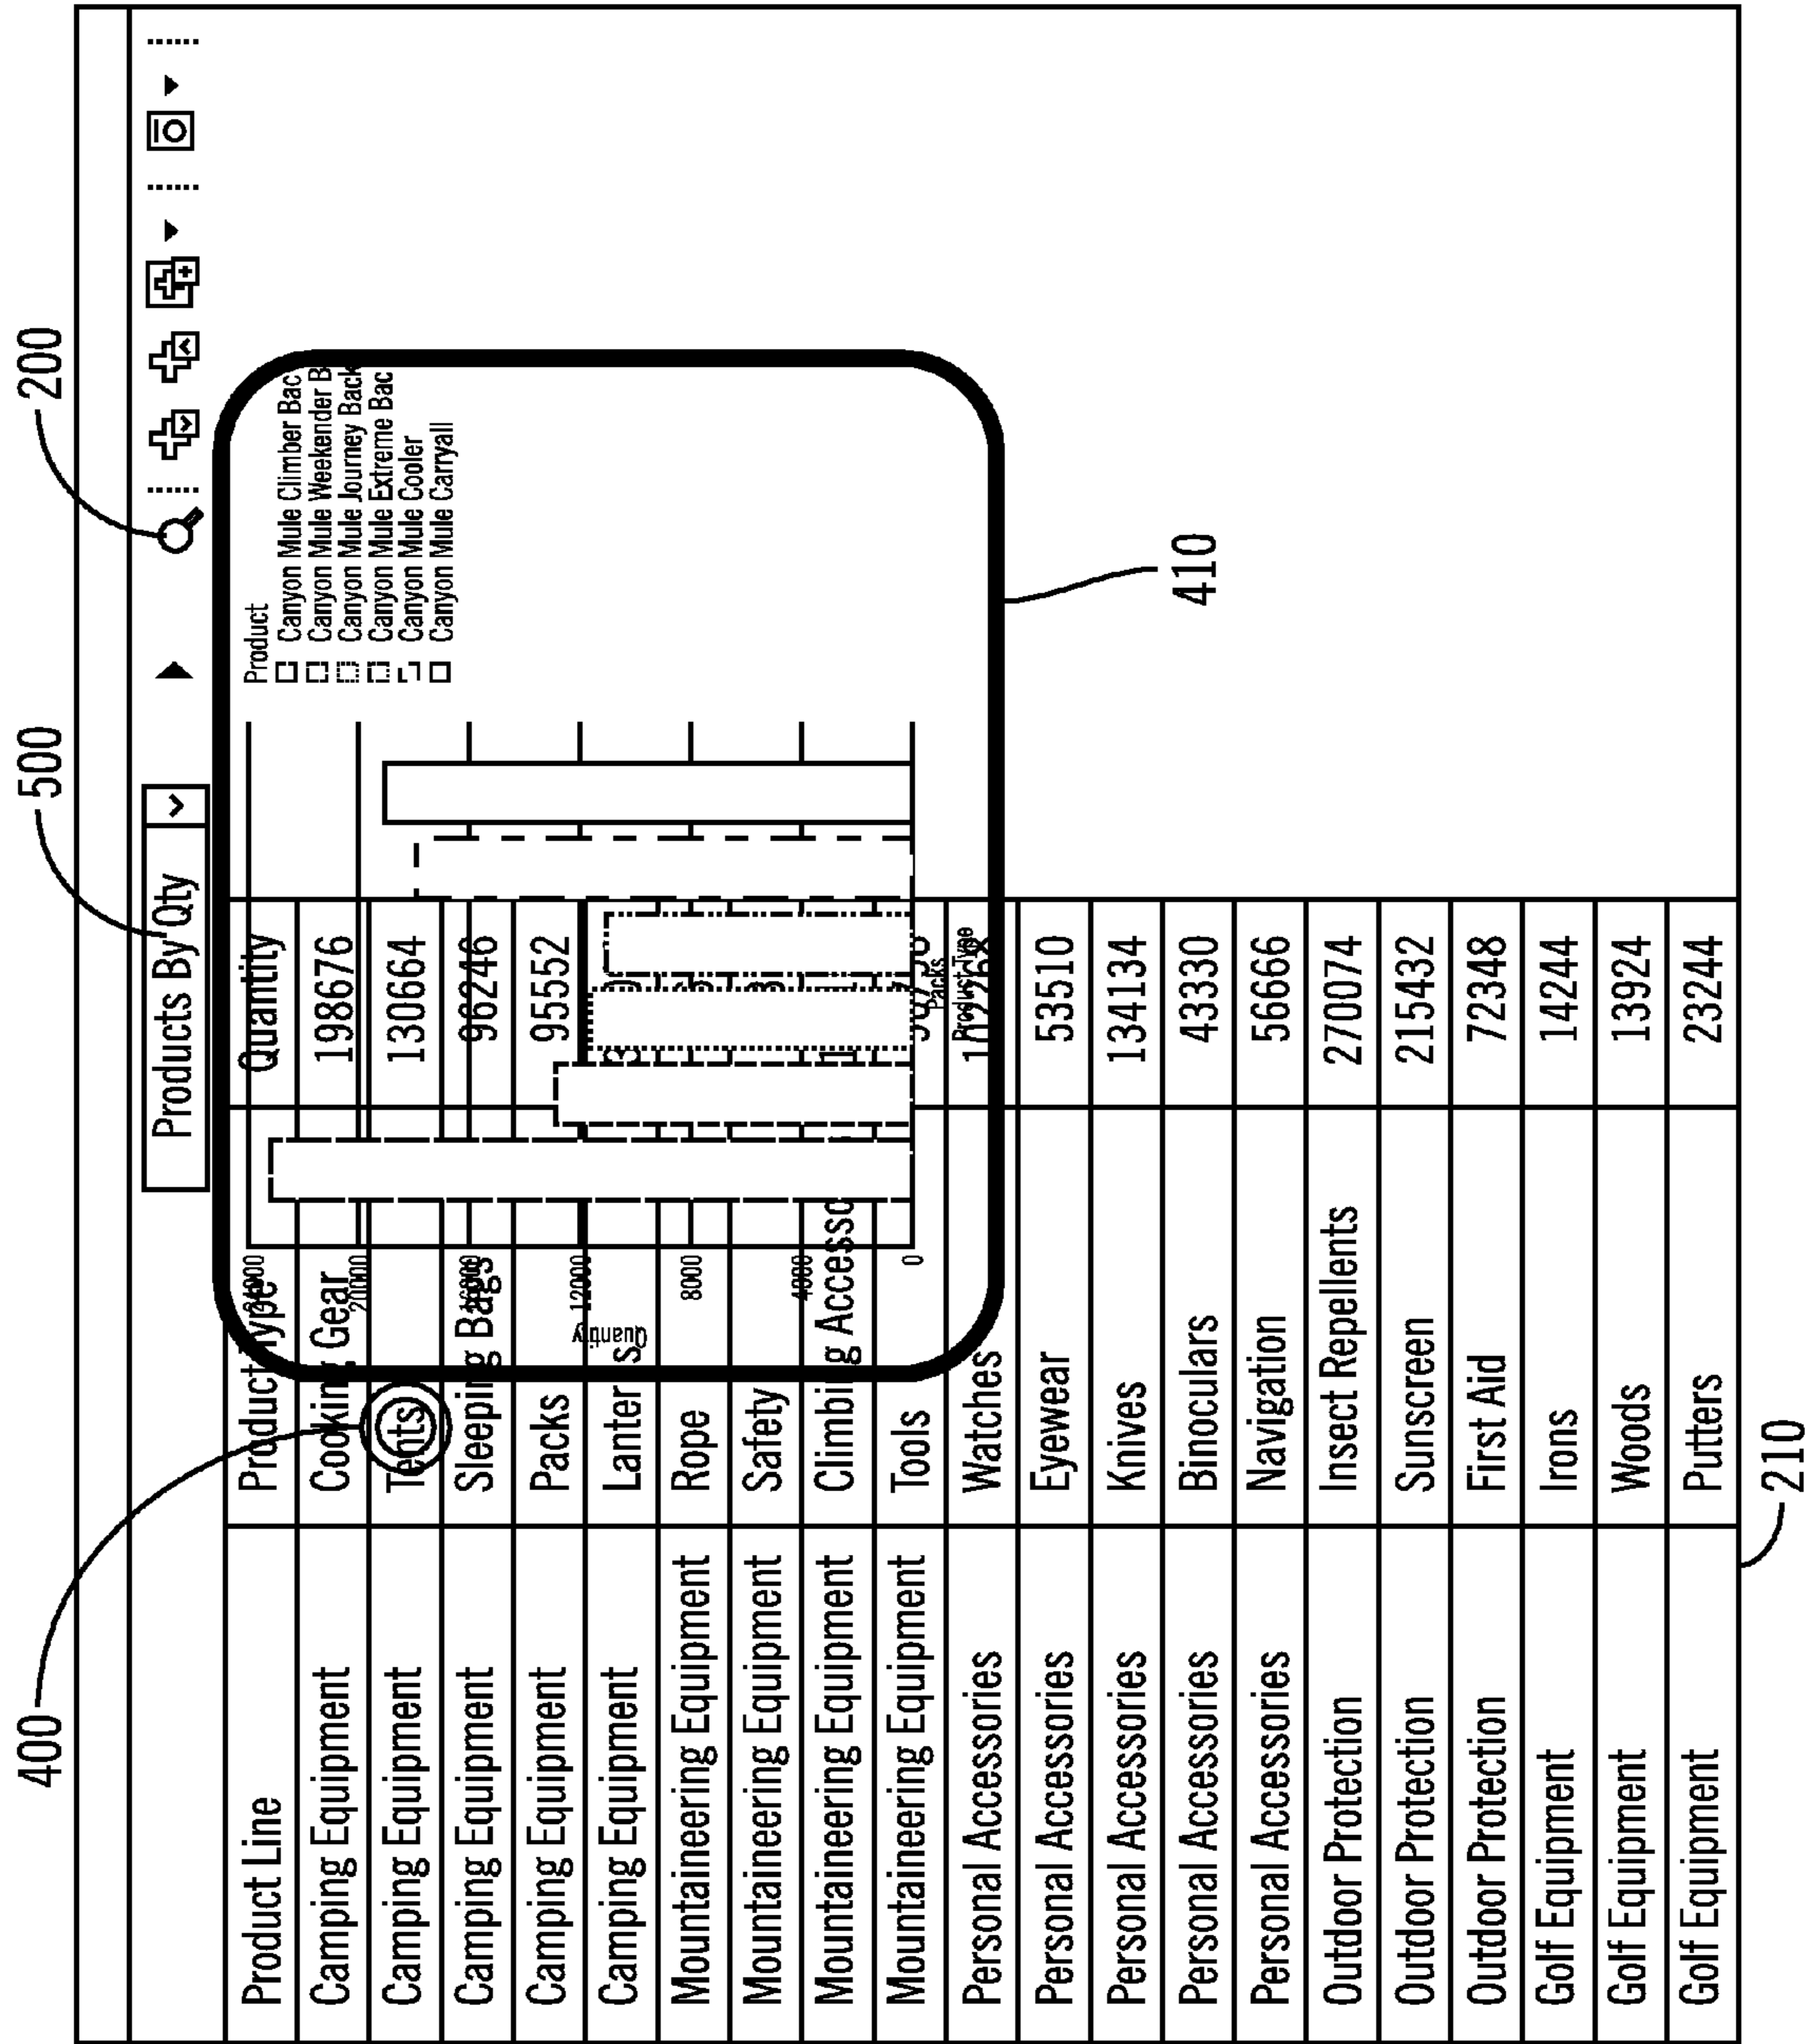 400
500
200
Products By Qty
Product Line Product Type Quantity
Camping Equipment Cooking Gear 198676
Camping Equipment Tents 130664
Camping Equipment Sleeping Bags 96246
Camping Equipment Packs 95552
Camping Equipment Lanter s
Mountaineering Equipment Rope
Mountaineering Equipment Safety
Mountaineering Equipment Climbing Accesso
Mountaineering Equipment Tools
Personal Accessories Watches
Personal Accessories Eyewear 53510
Personal Accessories Knives 134134
Personal Accessories Binoculars 43330
Personal Accessories Navigation 56666
Outdoor Protection Insect Repellents 270074
Outdoor Protection Sunscreen 215432
Outdoor Protection First Aid 72348
Golf Equipment Irons 14244
Golf Equipment Woods 13924
Golf Equipment Putters 23244
24000
20000
16000
12000
8000
4000
0
Quantity
Packs
Product Type
Product
Canyon Mule Climber Bac
Canyon Mule Weekender B
Canyon Mule Journey Back
Canyon Mule Extreme Bac
Canyon Mule Cooler
Canyon Mule Carryall
410
210